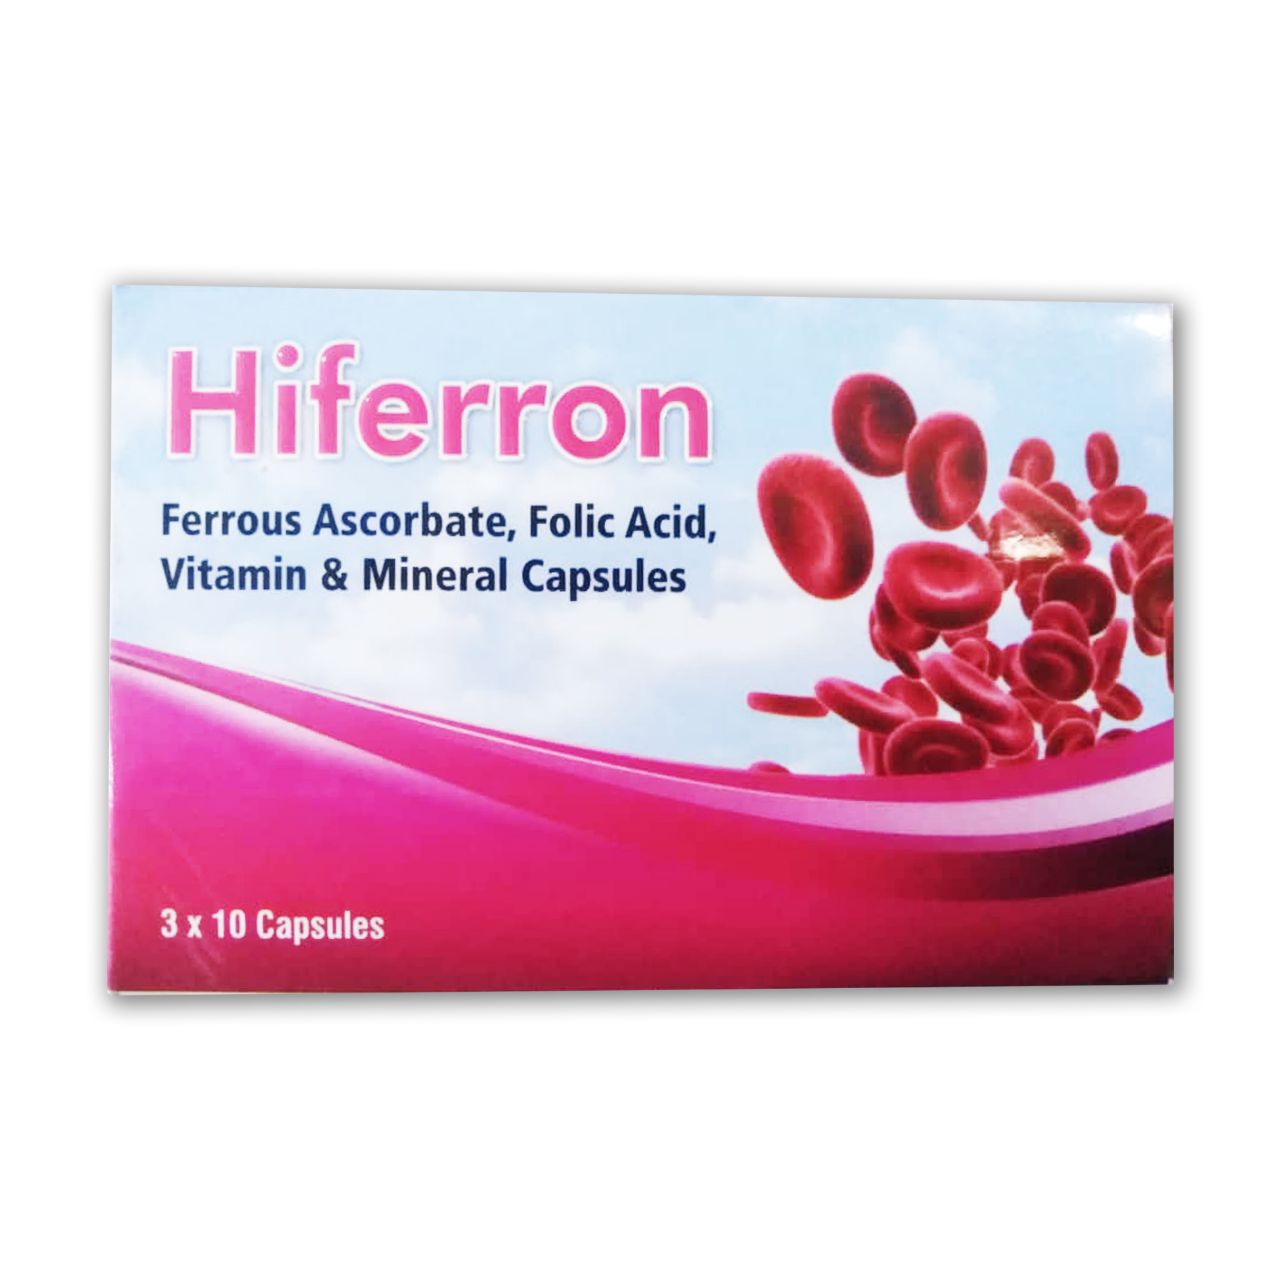 Hiferron
Ferrous Ascorbate, Folic Acid,
Vitamin & Mineral Capsules
3 x 10 Capsules